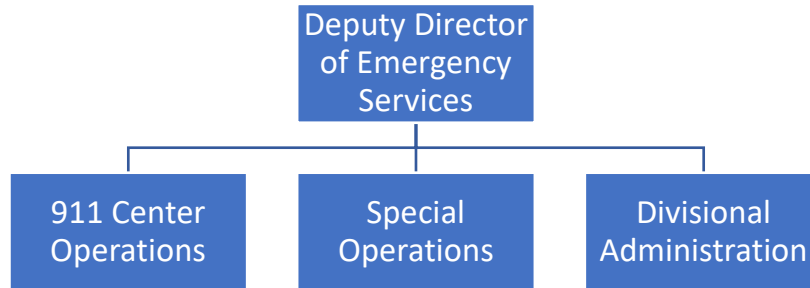 Deputy Director
of Emergency
Services
911 Center
Operations
Special
Operations
Divisional
Administration